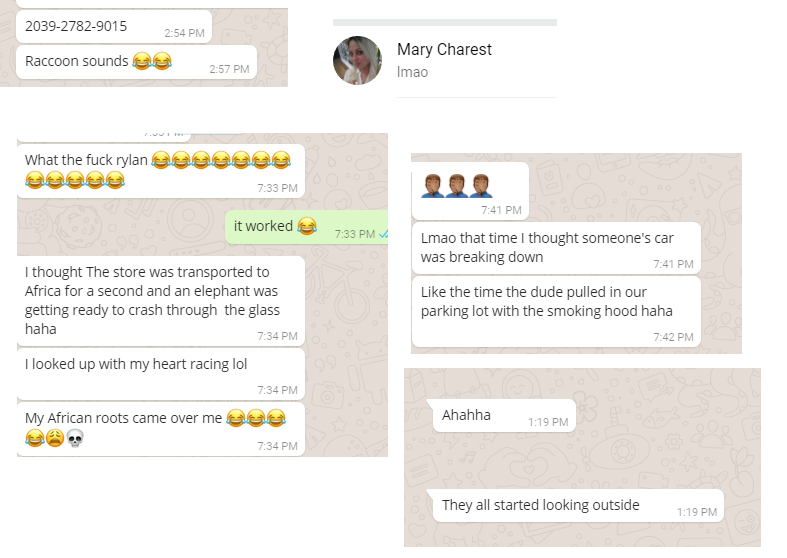 2039-2782-9015
2:54 PM
Raccoon sounds 😂😂
2:57 PM
Mary Charest
lmao
What the fuck rylan 😂😂😂😂😂😂😂
😂😂😂😂😂
7:33 PM
it worked 😂
7:33 PM
I thought The store was transported to
Africa for a second and an elephant was
getting ready to crash through the glass
haha
7:34 PM
I looked up with my heart racing lol
7:34 PM
My African roots came over me 😂😂😂
😂😩💀
7:34 PM
🤦🏾‍♂️🤦🏾‍♂️🤦🏾‍♂️
7:41 PM
Lmao that time I thought someone's car
was breaking down
7:41 PM
Like the time the dude pulled in our
parking lot with the smoking hood haha
7:42 PM
Ahahha
1:19 PM
They all started looking outside
1:19 PM